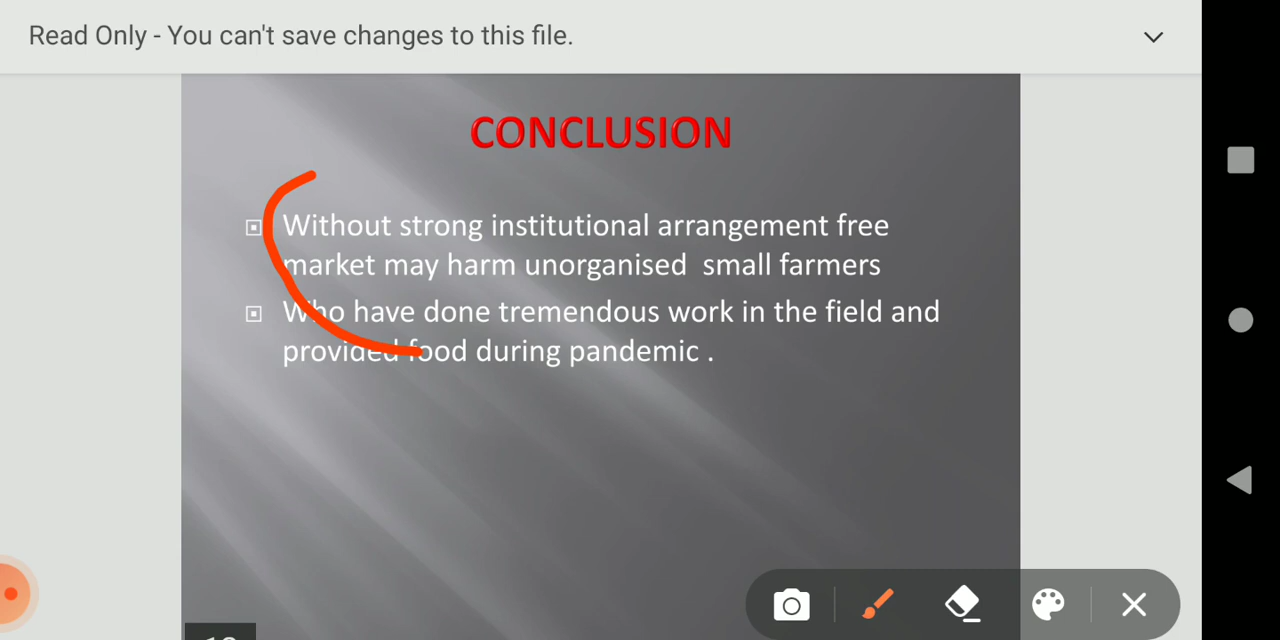 Read Only - You can't save changes to this file.
CONCLUSION
Without strong institutional arrangement free
market may harm unorganised small farmers
Who have done tremendous work in the field and
provided food during pandemic .